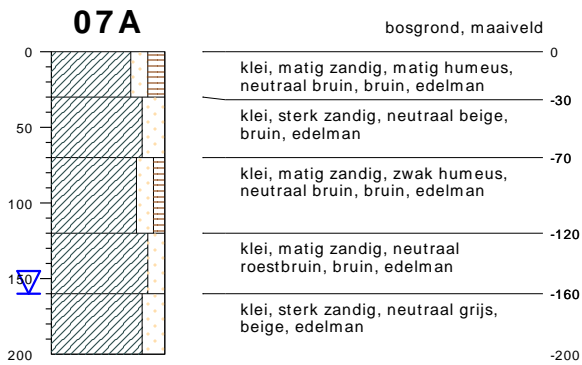 07A
bosgrond, maaiveld
0
0
klei, matig zandig, matig humeus,
neutraal bruin, bruin, edelman
-30
klei, sterk zandig, neutraal beige,
bruin, edelman
50
-70
klei, matig zandig, zwak humeus,
neutraal bruin, bruin, edelman
100
-120
klei, matig zandig, neutraal
roestbruin, bruin, edelman
150
-160
klei, sterk zandig, neutraal grijs,
beige, edelman
200
-200